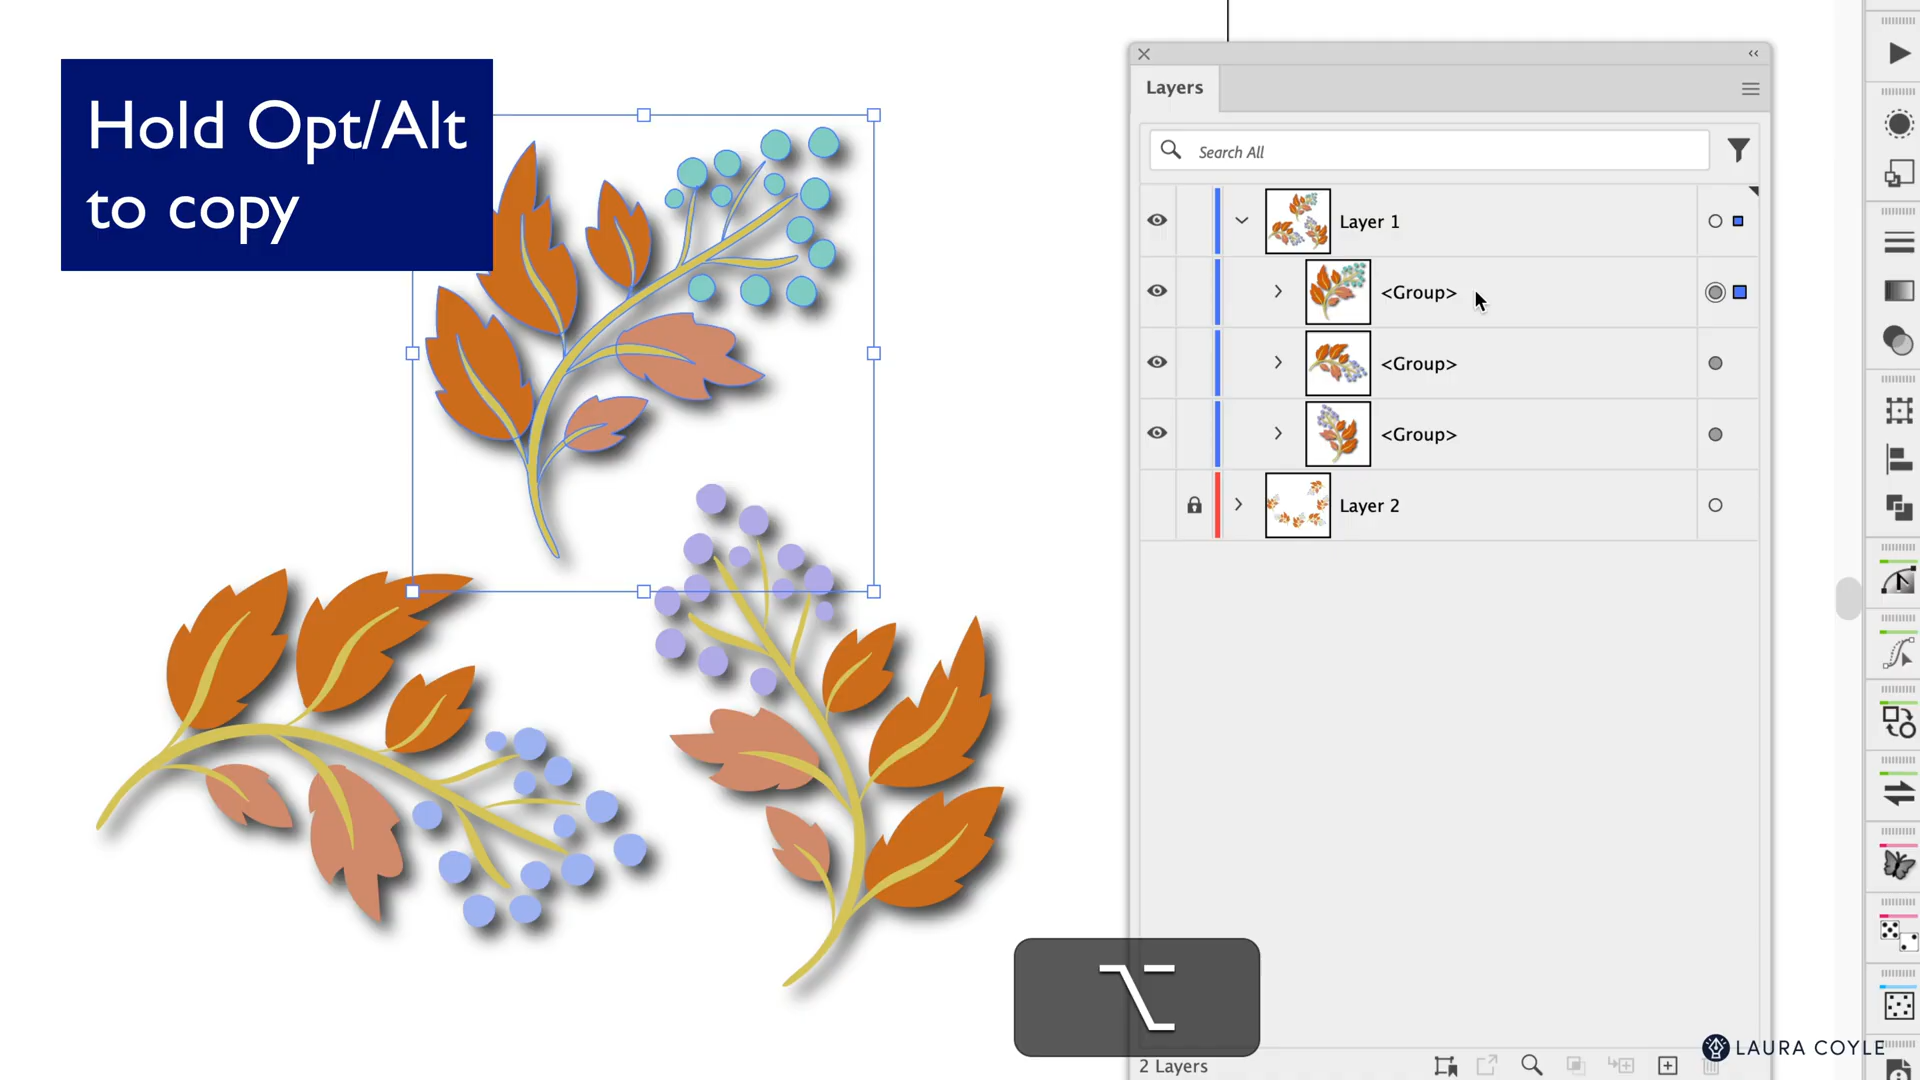 Hold Opt/Alt
to copy
Layers
Search All
Layer 1
<Group>
<Group>
<Group>
Layer 2
2 Layers
LAURA COYLE